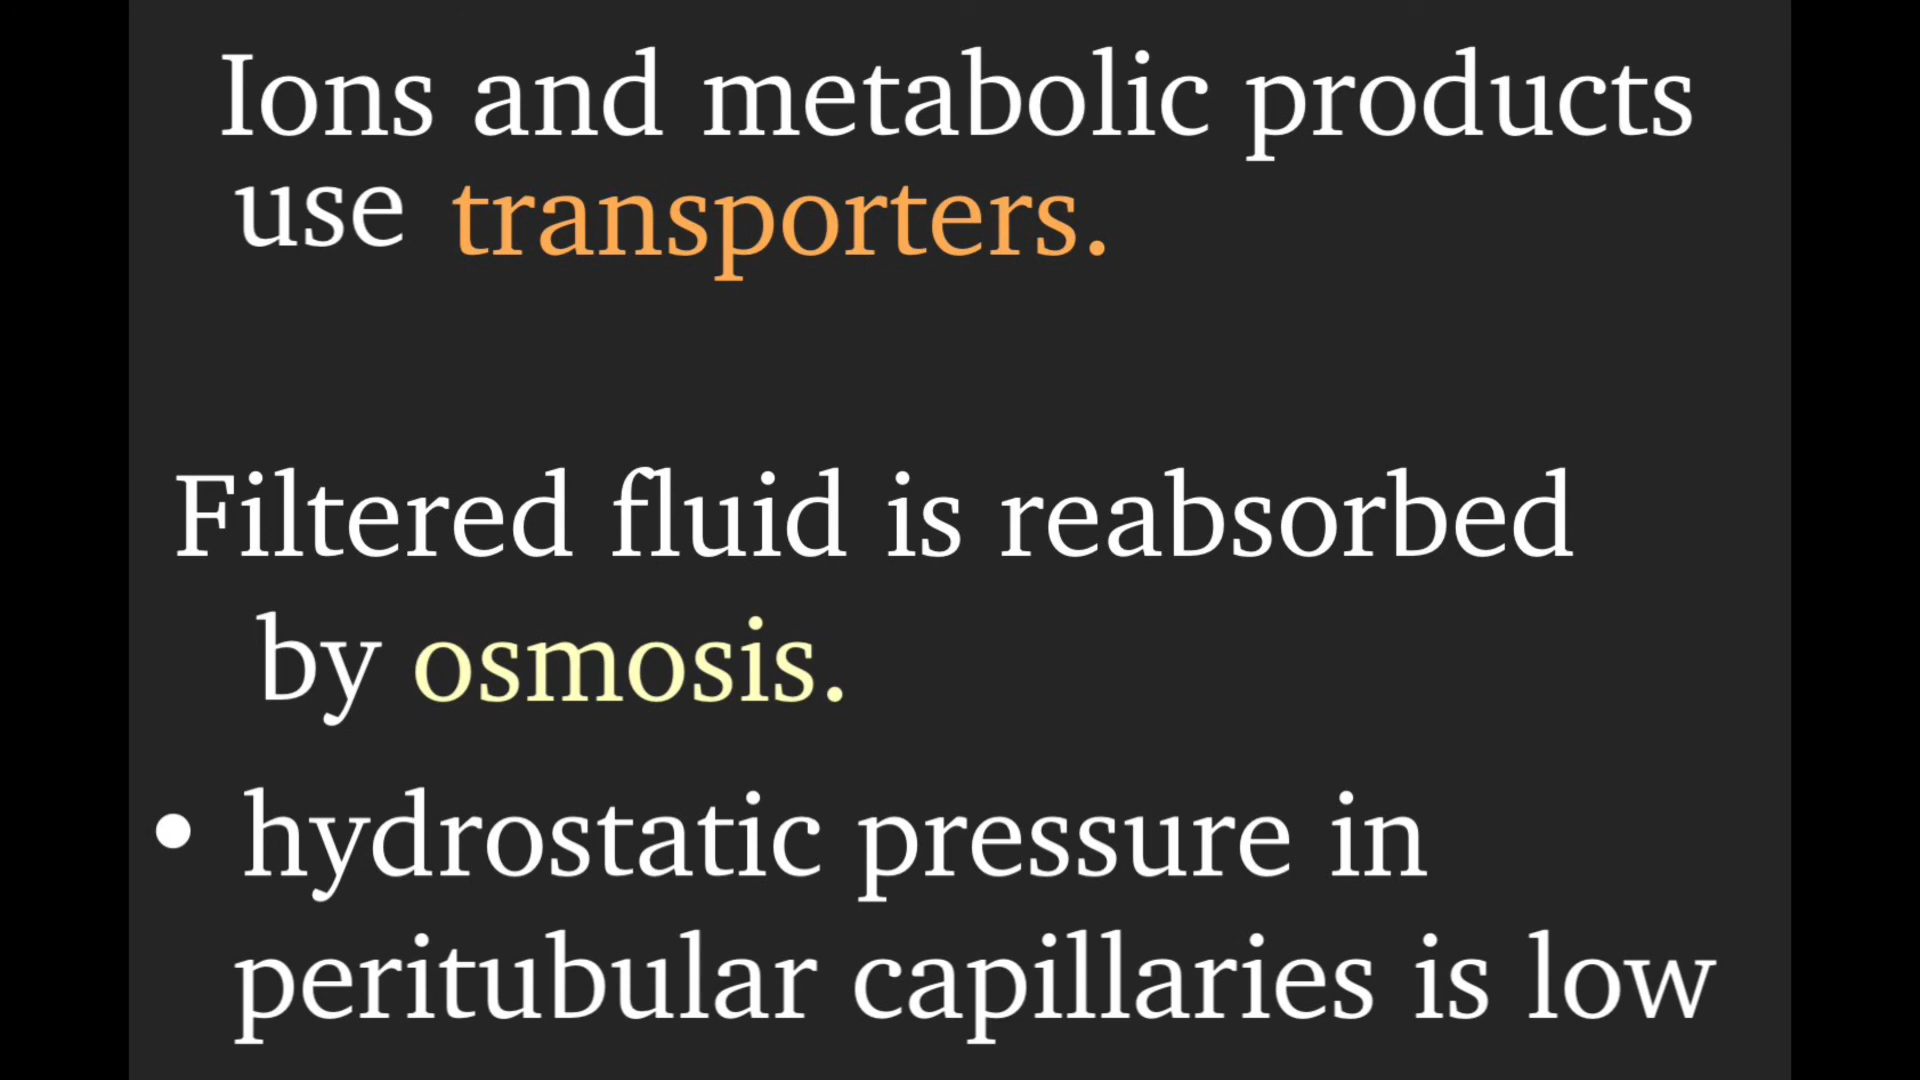 Ions and metabolic products
use transporters.
Filtered fluid is reabsorbed
by osmosis.
• hydrostatic pressure in
peritubular capillaries is low